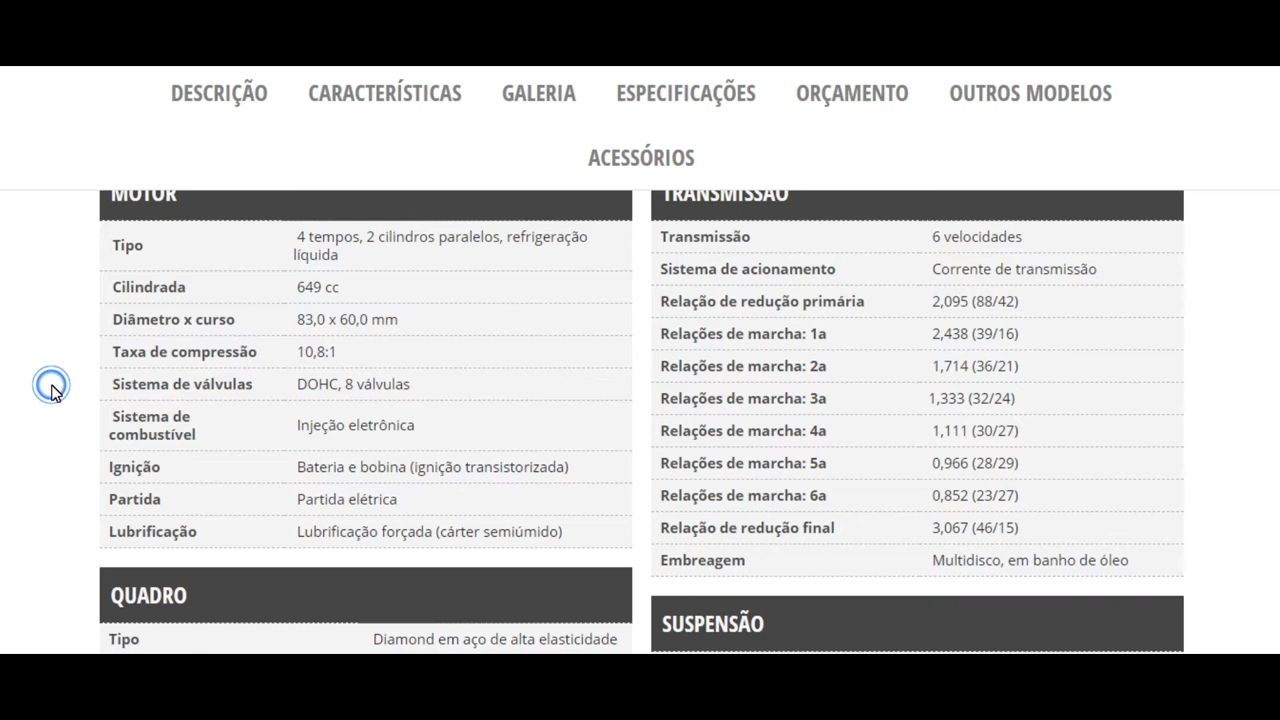 DESCRIÇÃO CARACTERÍSTICAS GALERIA ESPECIFICAÇÕES ORÇAMENTO OUTROS MODELOS
ACESSÓRIOS
MOTOR
Tipo 4 tempos, 2 cilindros paralelos, refrigeração
líquida
Cilindrada 649 cc
Diâmetro x curso 83,0 x 60,0 mm
Taxa de compressão 10,8:1
Sistema de válvulas DOHC, 8 válvulas
Sistema de
combustível Injeção eletrônica
Ignição Bateria e bobina (ignição transistorizada)
Partida Partida elétrica
Lubrificação Lubrificação forçada (cárter semiúmido)
QUADRO
Tipo Diamond em aço de alta elasticidade
TRANSMISSÃO
Transmissão 6 velocidades
Sistema de acionamento Corrente de transmissão
Relação de redução primária 2,095 (88/42)
Relações de marcha: 1a 2,438 (39/16)
Relações de marcha: 2a 1,714 (36/21)
Relações de marcha: 3a 1,333 (32/24)
Relações de marcha: 4a 1,111 (30/27)
Relações de marcha: 5a 0,966 (28/29)
Relações de marcha: 6a 0,852 (23/27)
Relação de redução final 3,067 (46/15)
Embreagem Multidisco, em banho de óleo
SUSPENSÃO